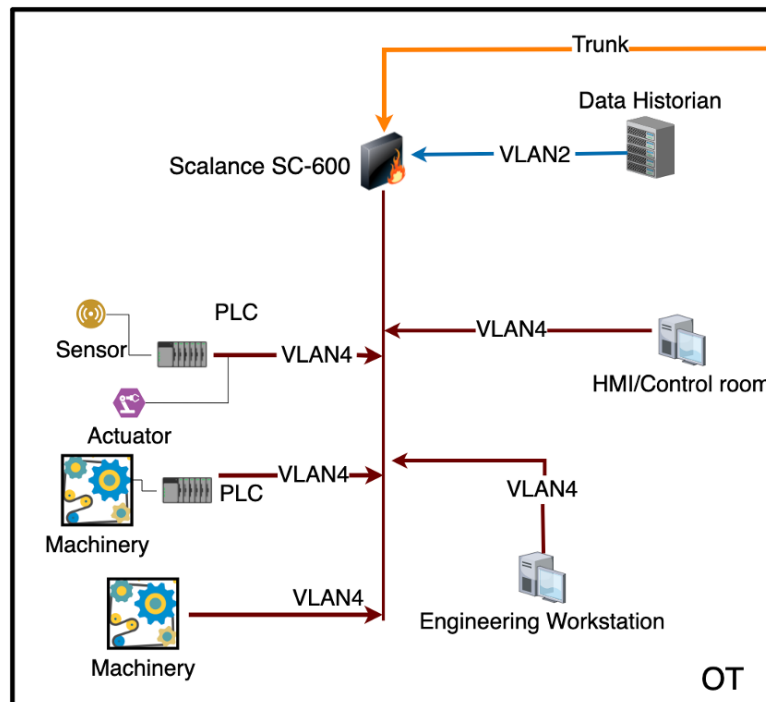 Trunk
Data Historian
Scalance SC-600
VLAN2
PLC
Sensor
VLAN4
VLAN4
HMI/Control room
Actuator
VLAN4
PLC
VLAN4
Machinery
VLAN4
Engineering Workstation
Machinery
OT